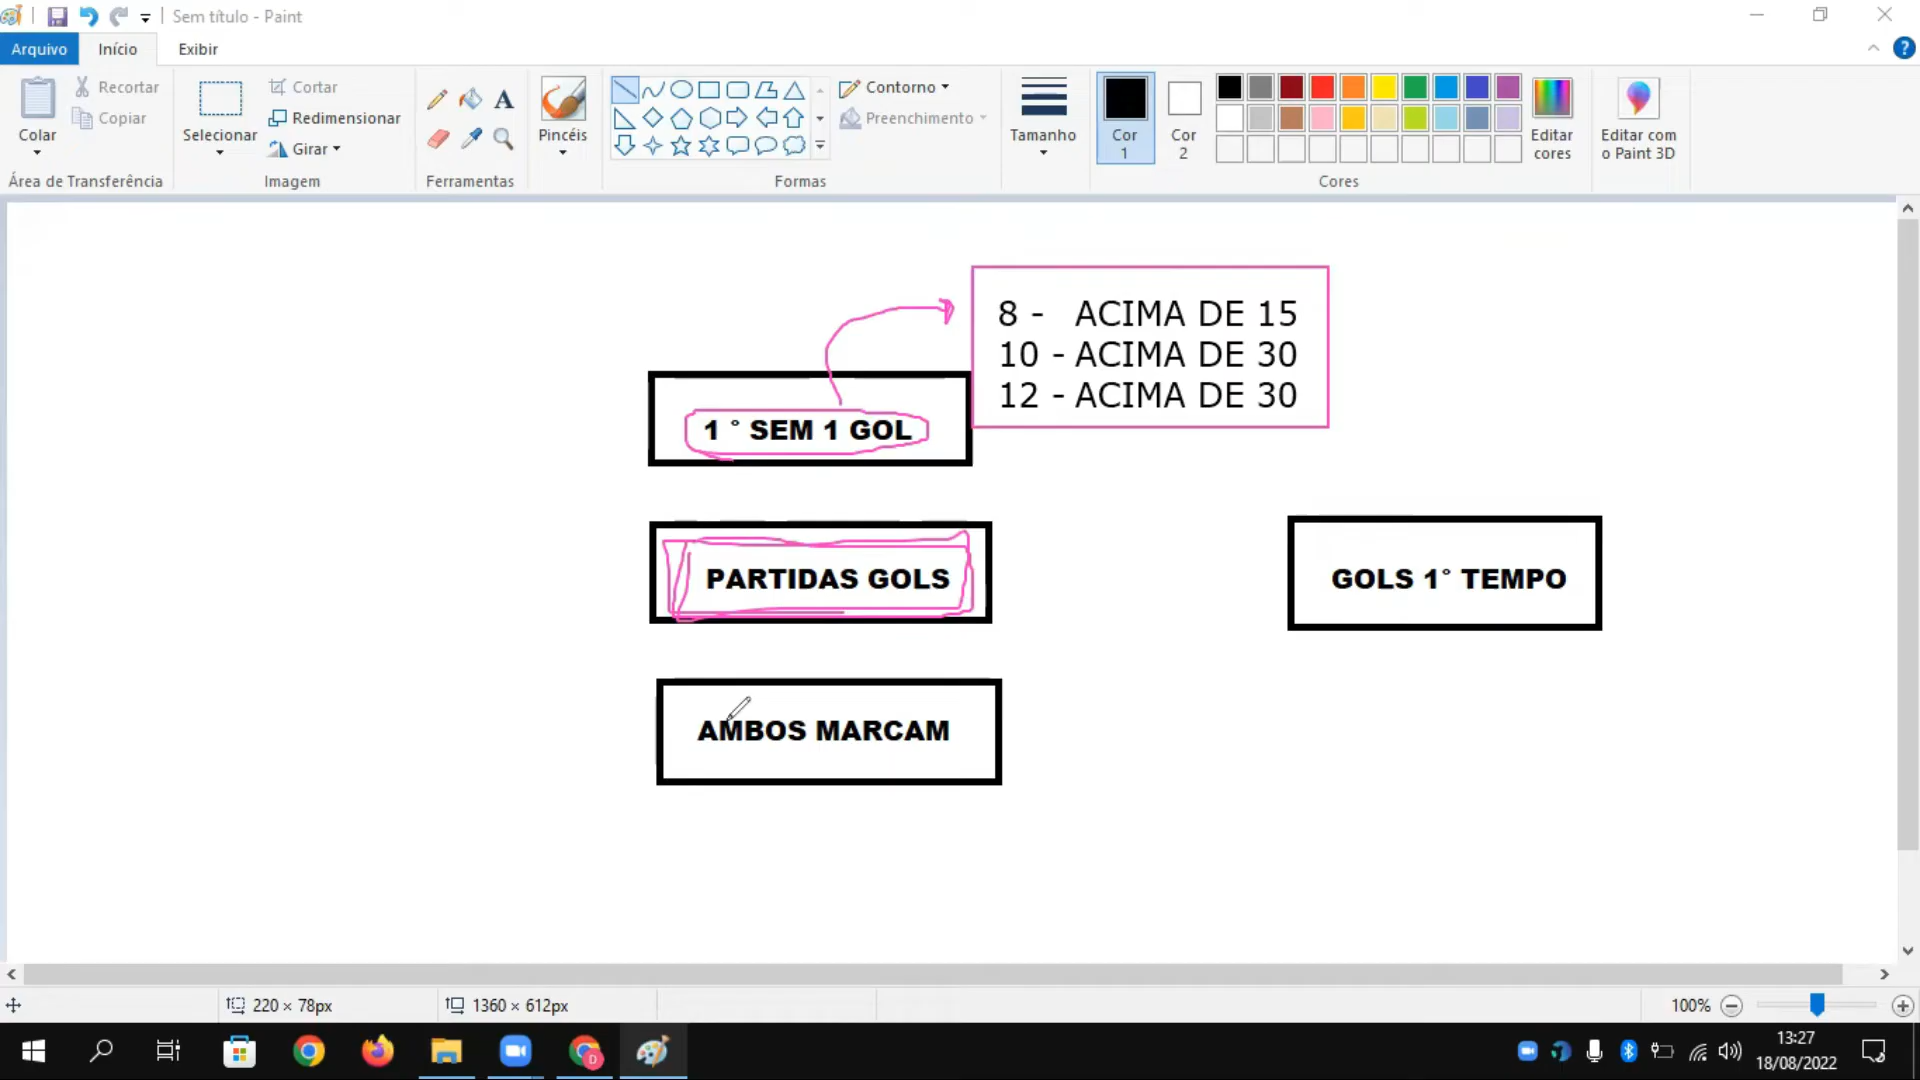 Sem título - Paint
Arquivo
Início
Exibir
Colar
Recortar
Copiar
Área de Transferência
Selecionar
Cortar
Redimensionar
Girar
Imagem
Ferramentas
Pincéis
Contorno
Preenchimento
Formas
Tamanho
Cor 1
Cor 2
Editar cores
Cores
Editar com o Paint 3D
8 - ACIMA DE 15
10 - ACIMA DE 30
12 - ACIMA DE 30
1 ° SEM 1 GOL
PARTIDAS GOLS
GOLS 1° TEMPO
AMBOS MARCAM
220 × 78px
1360 × 612px
100%
13:27
18/08/2022